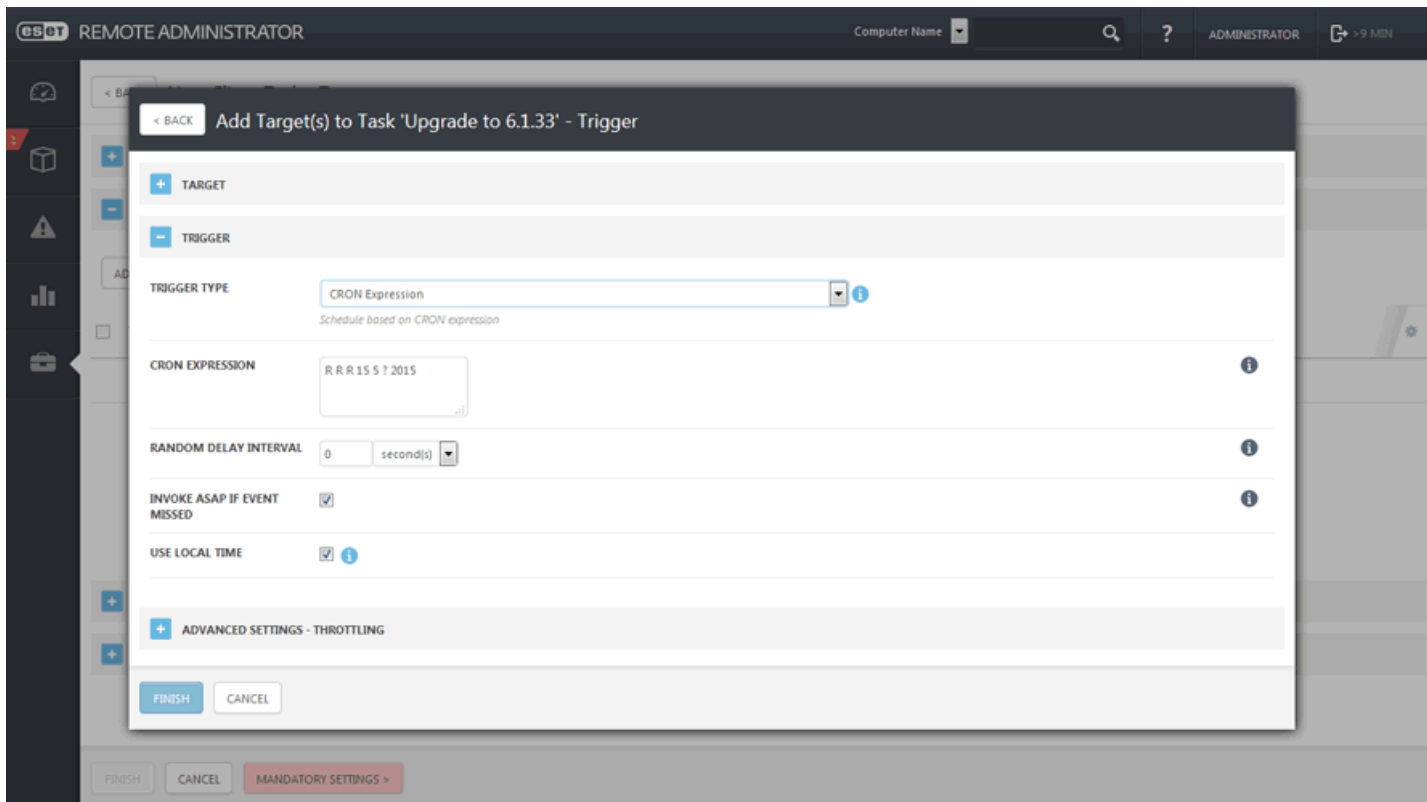 eseT REMOTE ADMINISTRATOR
Computer Name
?
ADMINISTRATOR
>9 MIN
< BACK Add Target(s) to Task 'Upgrade to 6.1.33' - Trigger
+ TARGET
- TRIGGER
TRIGGER TYPE
CRON Expression
Schedule based on CRON expression
CRON EXPRESSION
R R R 15 5 ? 2015
RANDOM DELAY INTERVAL
0 second(s)
INVOKE ASAP IF EVENT
MISSED
USE LOCAL TIME
+ ADVANCED SETTINGS - THROTTLING
FINISH CANCEL
FINISH CANCEL MANDATORY SETTINGS >